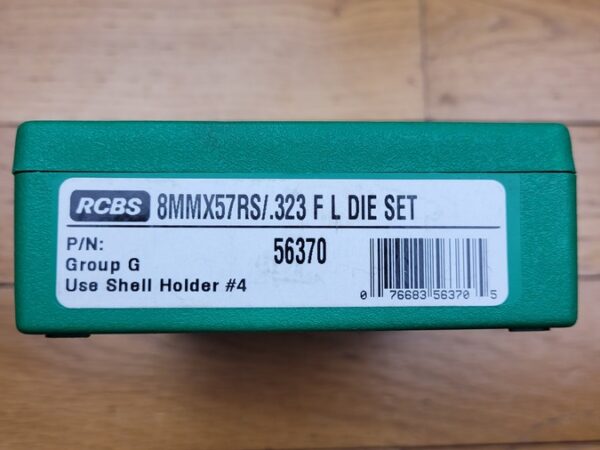 RCBS 8MMX57RS/.323 F L DIE SET
P/N: 56370
Group G
Use Shell Holder #4
0 76683 56370 5